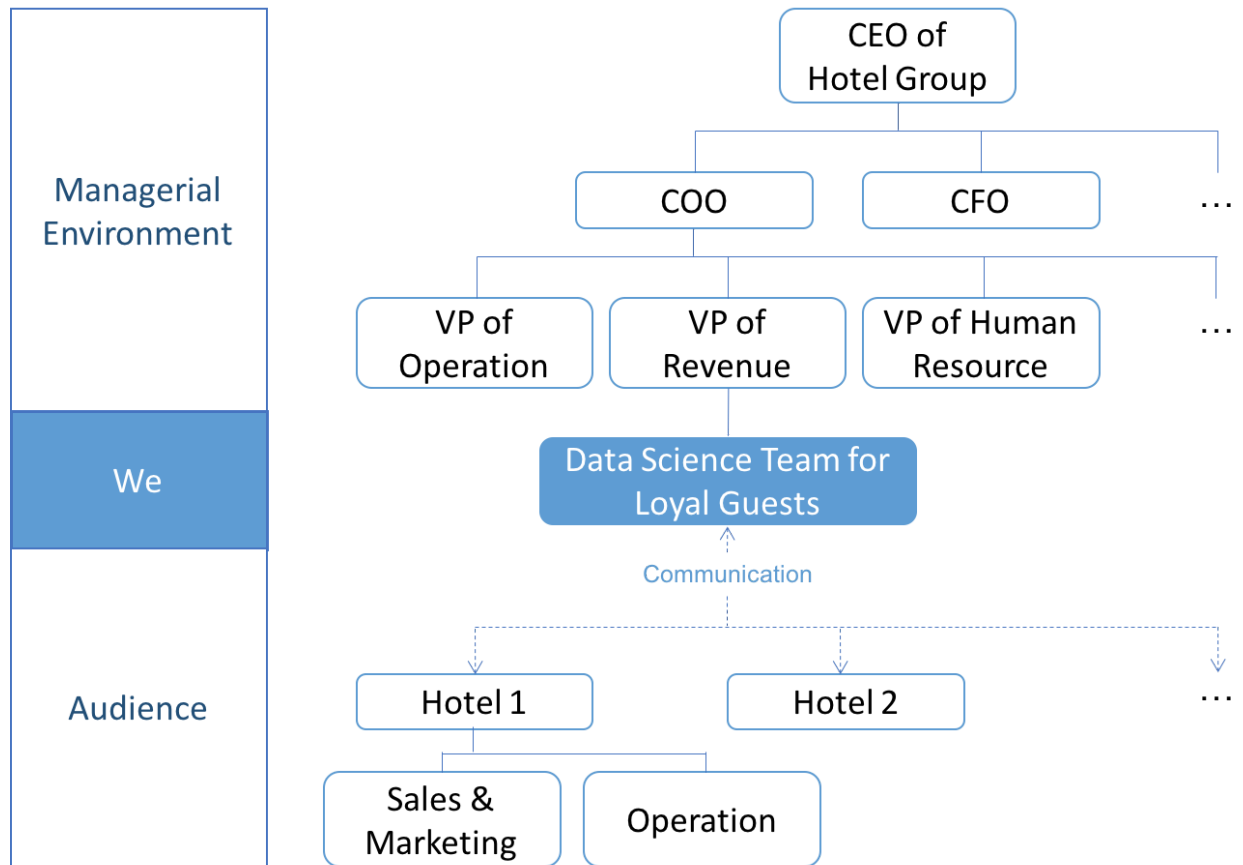 Managerial
Environment
We
Audience
CEO of
Hotel Group
COO
CFO
...
VP of
Operation
VP of
Revenue
VP of Human
Resource
...
Data Science Team for
Loyal Guests
Communication
Hotel 1
Hotel 2
...
Sales &
Marketing
Operation